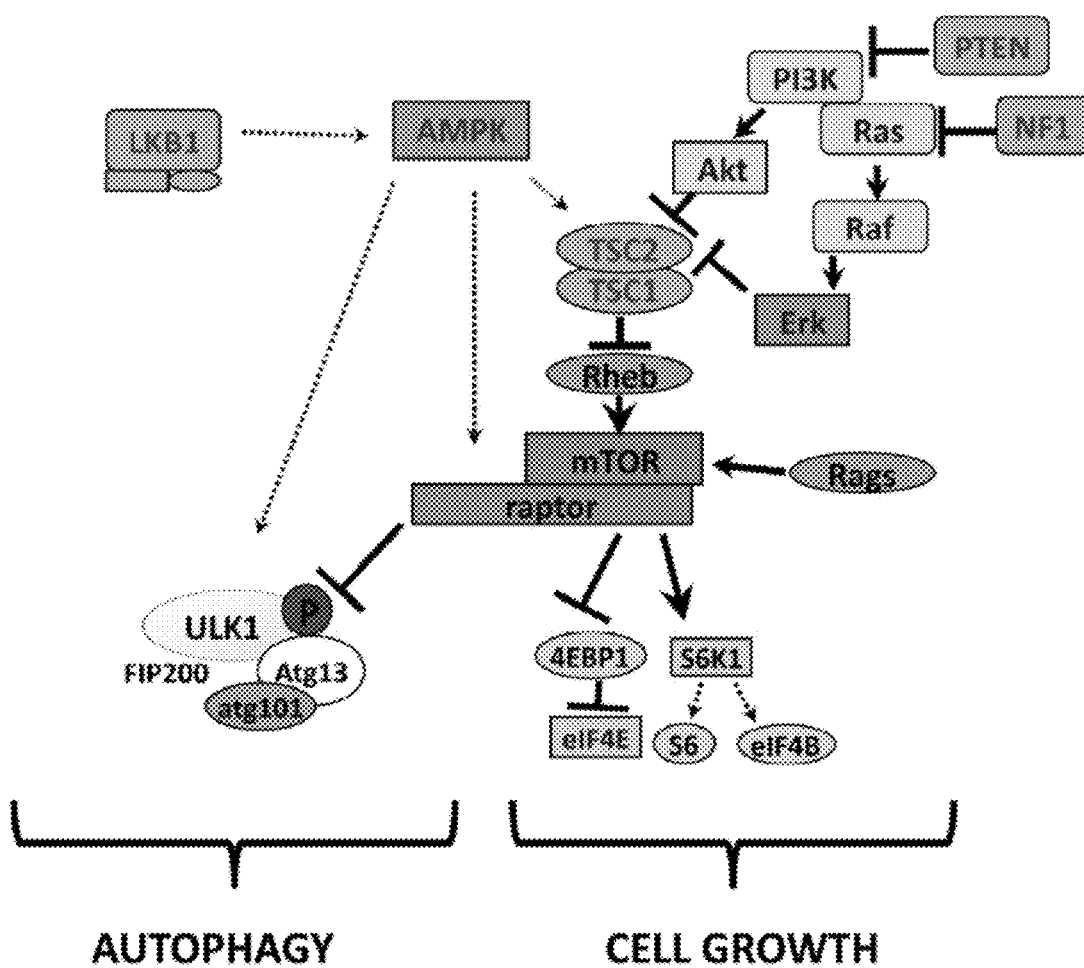 PTEN
PI3K
LKB1
AMPK
Ras
NF1
Akt
Raf
TSC2
TSC1
Erk
Rheb
mTOR
Rags
raptor
P
ULK1
4EBP1
S6K1
FIP200
Atg13
atg101
eIF4E
S6
eIF4B
AUTOPHAGY
CELL GROWTH